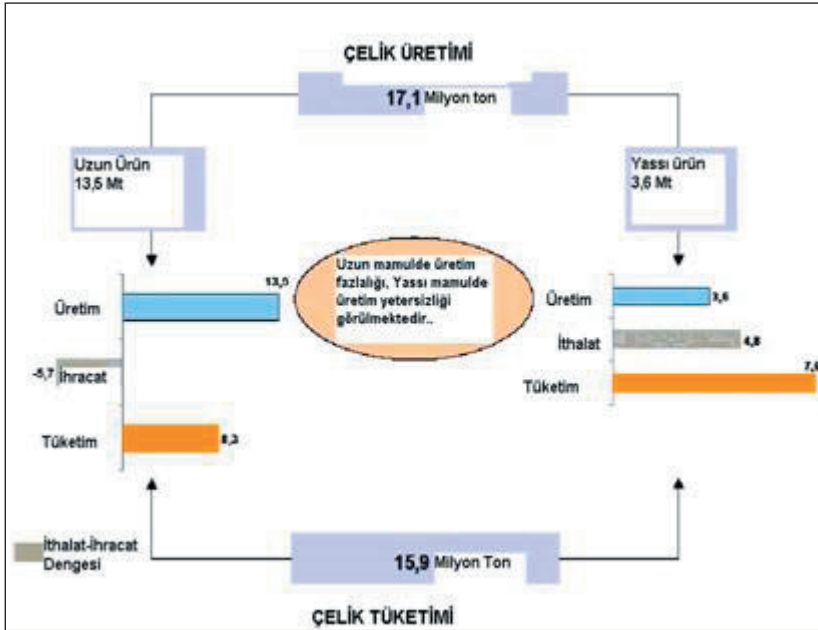 ÇELİK ÜRETİMİ
17,1 Milyon ton
Uzun Ürün
13,5 Mt
Yassı ürün
3,6 Mt
Uzun mamulde üretim
fazlalığı, Yassı mamulde
üretim yetersizliği
görülmektedir..
Üretim
13,5
-5,7
İhracat
Tüketim
8,3
Üretim
3,6
İthalat
4,8
Tüketim
İthalat-İhracat
Dengesi
15,9 Milyon Ton
ÇELİK TÜKETİMİ